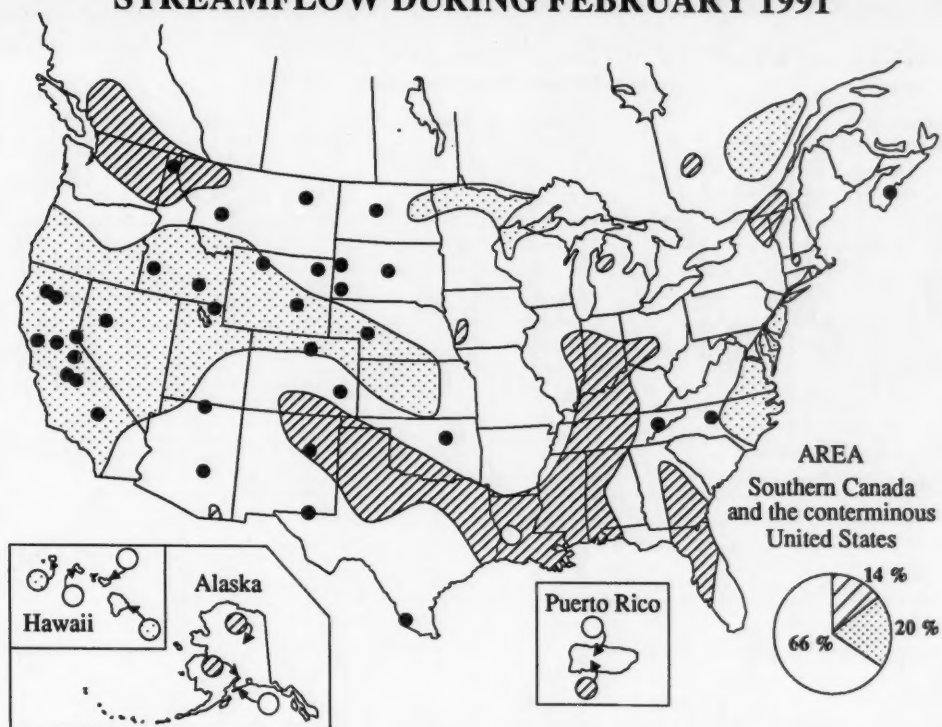 STREAMFLOW DURING FEBRUARY 1991
AREA
Southern Canada
and the conterminous
United States
14 %
20 %
66 %
Hawaii
Alaska
Puerto Rico